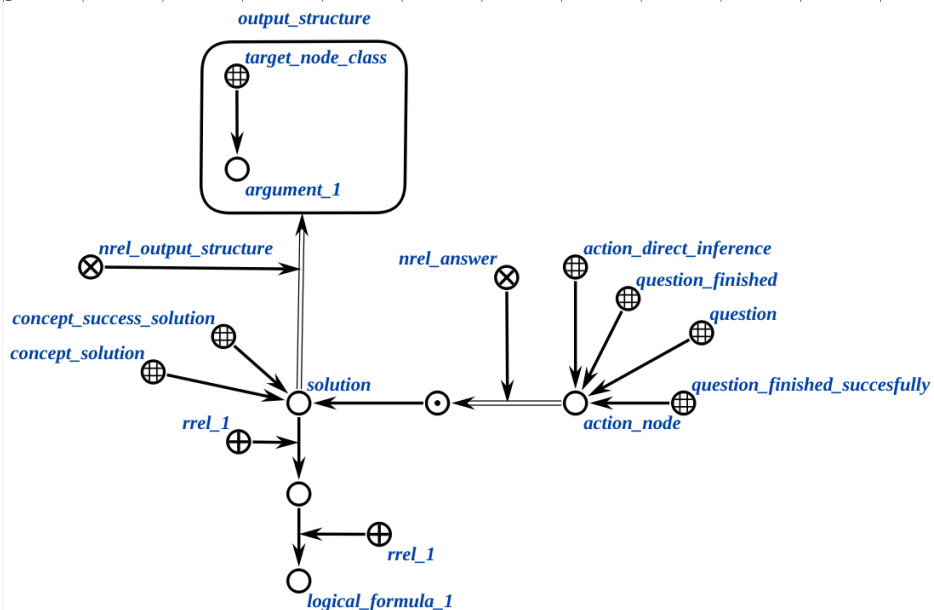 output_structure
target_node_class
argument_1
nrel_output_structure
nrel_answer
action_direct_inference
question_finished
question
concept_success_solution
concept_solution
solution
question_finished_succesfully
action_node
rrel_1
rrel_1
logical_formula_1